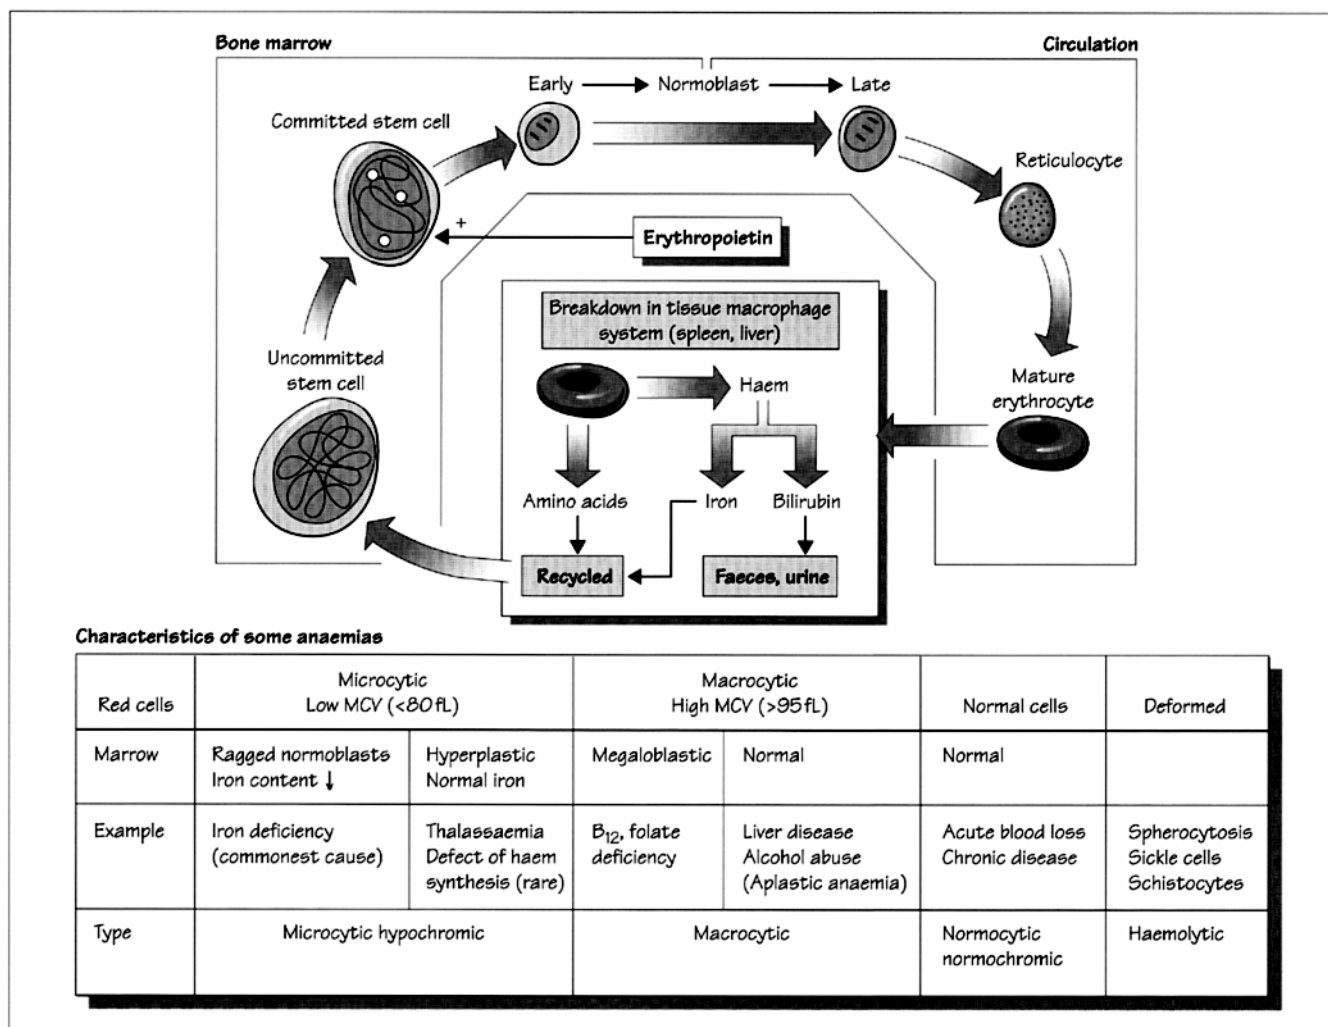 Bone marrow
Circulation
Early
Normoblast
Late
Committed stem cell
Reticulocyte
+
Erythropoietin
Breakdown in tissue macrophage
system (spleen, liver)
Uncommitted
stem cell
Haem
Mature
erythrocyte
Amino acids
Iron
Bilirubin
Recycled
Faeces, urine
Characteristics of some anaemias
Red cells
Microcytic
Low MCV (<80 fL)
Macrocytic
High MCV (>95 fL)
Normal cells
Deformed
Marrow
Ragged normoblasts
Iron content ↓
Hyperplastic
Normal iron
Megaloblastic
Normal
Normal
Example
Iron deficiency
(commonest cause)
Thalassaemia
Defect of haem
synthesis (rare)
B₁₂, folate
deficiency
Liver disease
Alcohol abuse
(Aplastic anaemia)
Acute blood loss
Chronic disease
Spherocytosis
Sickle cells
Schistocytes
Type
Microcytic hypochromic
Macrocytic
Normocytic
normochromic
Haemolytic